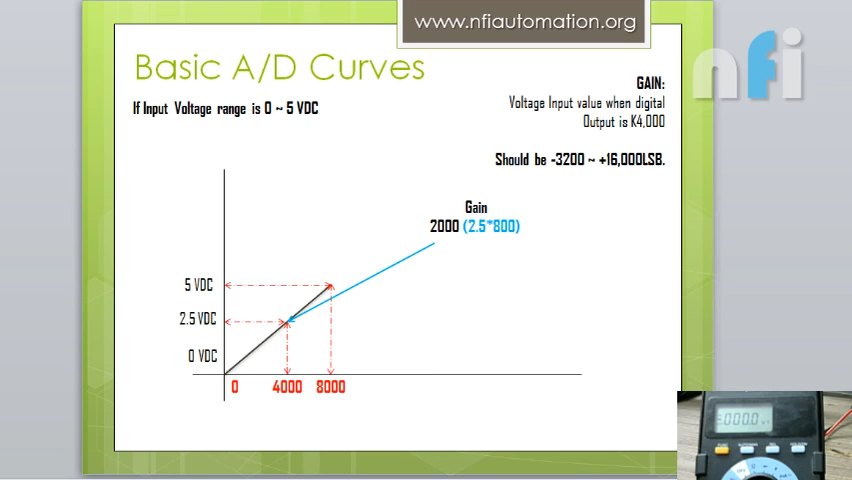 www.nfiautomation.org
nfi
Basic A/D Curves
GAIN:
If Input Voltage range is 0 ~ 5 VDC
Voltage Input value when digital
Output is K4,000
Should be -3200 ~ +16,000LSB.
Gain
2000 (2.5*800)
5 VDC
2.5 VDC
0 VDC
0 4000 8000